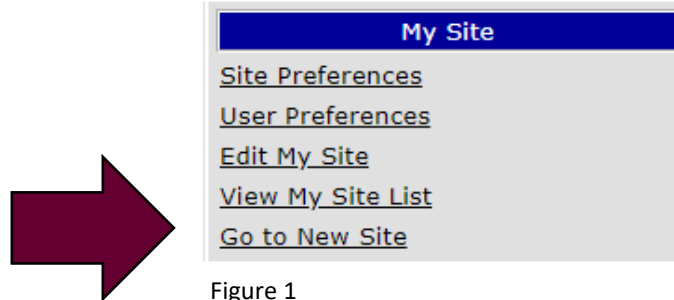 My Site
Site Preferences
User Preferences
Edit My Site
View My Site List
Go to New Site
Figure 1